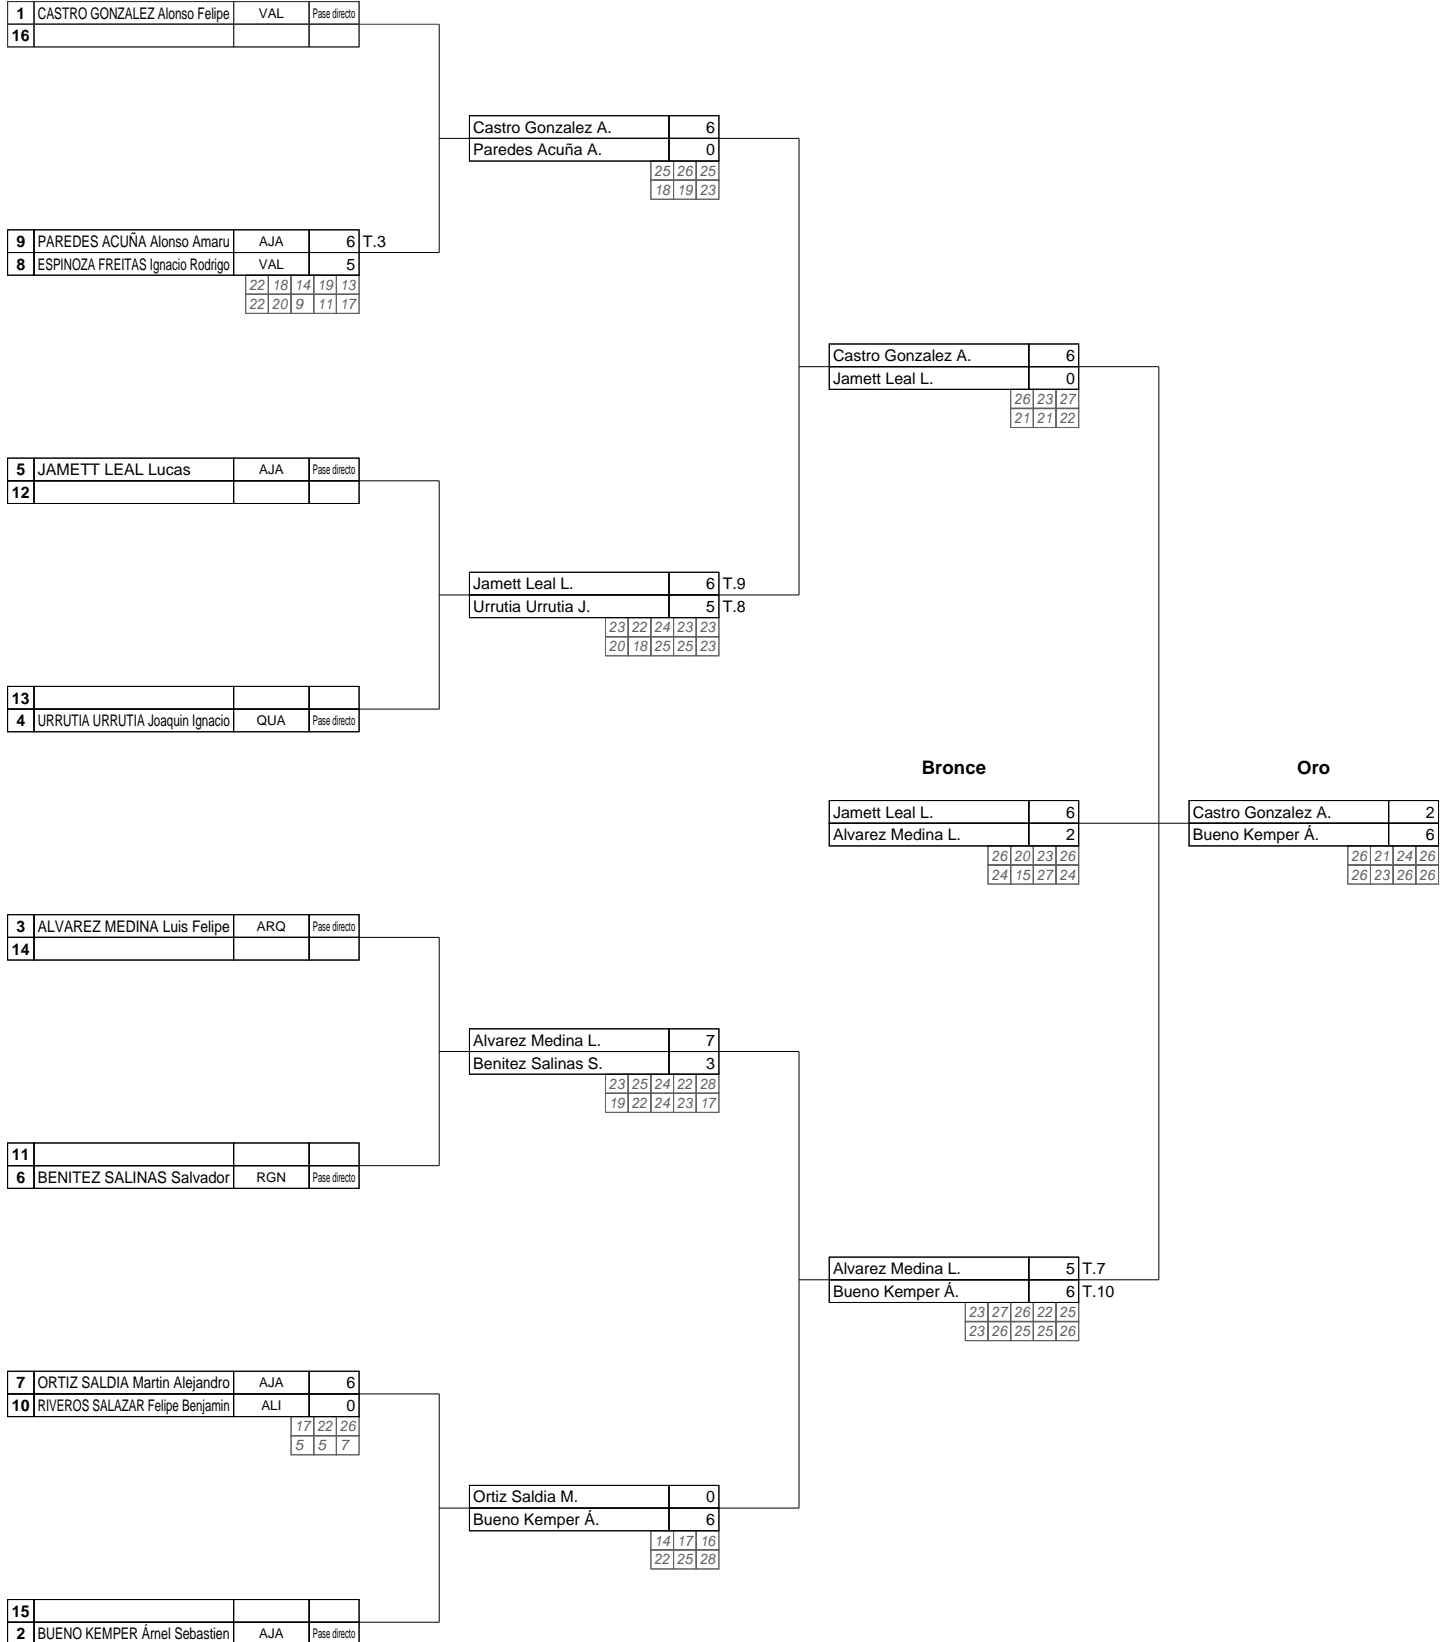 1 CASTRO GONZALEZ Alonso Felipe VAL Pase directo
16
Castro Gonzalez A. 6
Paredes Acuña A. 0
25 26 25
18 19 23
9 PAREDES ACUÑA Alonso Amaru AJA 6 T.3
8 ESPINOZA FREITAS Ignacio Rodrigo VAL 5
22 18 14 19 13
22 20 9 11 17
Castro Gonzalez A. 6
Jamett Leal L. 0
26 23 27
21 21 22
5 JAMETT LEAL Lucas AJA Pase directo
12
Jamett Leal L. 6 T.9
Urrutia Urrutia J. 5 T.8
23 22 24 23 23
20 18 25 25 23
13
4 URRUTIA URRUTIA Joaquin Ignacio QUA Pase directo
Bronce Oro
Jamett Leal L. 6 Castro Gonzalez A. 2
Alvarez Medina L. 2 Bueno Kemper Á. 6
26 20 23 26 26 21 24 26
24 15 27 24 26 23 26 26
3 ALVAREZ MEDINA Luis Felipe ARQ Pase directo
14
Alvarez Medina L. 7
Benitez Salinas S. 3
23 25 24 22 28
19 22 24 23 17
11
6 BENITEZ SALINAS Salvador RGN Pase directo
Alvarez Medina L. 5 T.7
Bueno Kemper Á. 6 T.10
23 27 26 22 25
23 26 25 25 26
7 ORTIZ SALDIA Martin Alejandro AJA 6
10 RIVEROS SALAZAR Felipe Benjamin ALI 0
17 22 26
5 5 7
Ortiz Saldia M. 0
Bueno Kemper Á. 6
14 17 16
22 25 28
15
2 BUENO KEMPER Árnel Sebastien AJA Pase directo